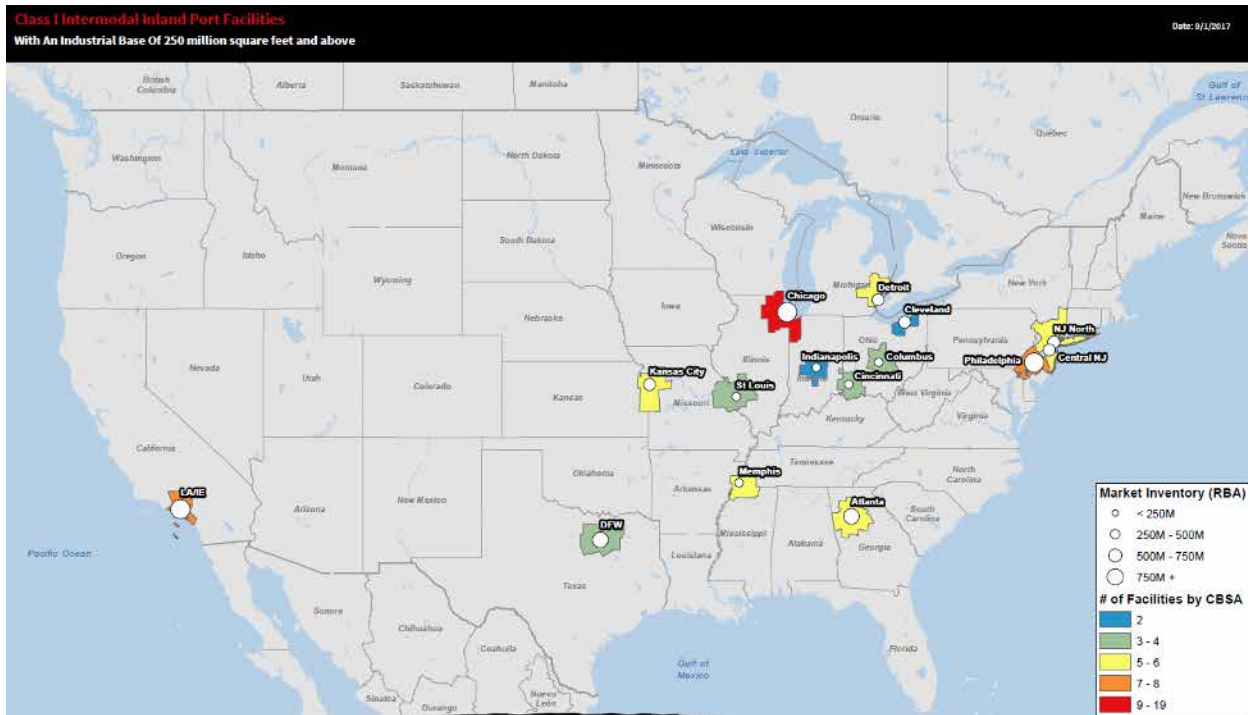 Class I Intermodal Inland Port Facilities
With An Industrial Base Of 250 million square feet and above
Date: 9/1/2017
British
Columbia
Alberta
Saskatchewan
Manitoba
Ontario
Québec
Gulf of
St Lawrence
New Brunswick
Nova
Scotia
Maine
Washington
Montana
North Dakota
Minnesota
Lake Superior
Wisconsin
Michigan
New York
Oregon
Idaho
Wyoming
South Dakota
Iowa
Nebraska
Chicago
Detroit
Cleveland
NJ North
Central NJ
Philadelphia
Pennsylvania
Ohio
Columbus
Indianapolis
Cincinnati
Illinois
St Louis
Kansas City
Missouri
Kansas
Colorado
Utah
Nevada
California
West Virginia
Virginia
Kentucky
Tennessee
North
Carolina
South
Carolina
Memphis
Arkansas
Oklahoma
New Mexico
Arizona
LA/IE
DFW
Texas
Louisiana
Mississippi
Alabama
Atlanta
Georgia
Florida
Pacific Ocean
Gulf of
Mexico
Sonora
Chihuahua
Coahuila
Sinaloa
Durango
Nuevo
León
Market Inventory (RBA)
< 250M
250M - 500M
500M - 750M
750M +
# of Facilities by CBSA
2
3 - 4
5 - 6
7 - 8
9 - 19